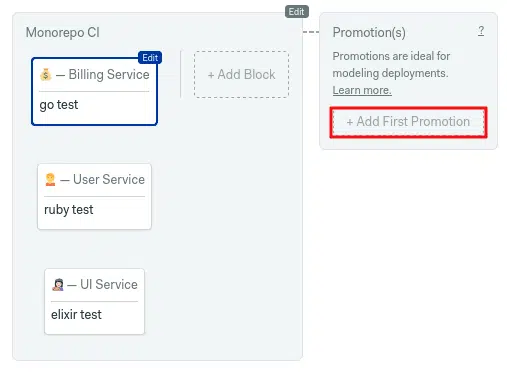 Edit
Monorepo CI
Edit
— Billing Service
go test
+ Add Block
— User Service
ruby test
— UI Service
elixir test
Promotion(s)
?
Promotions are ideal for
modeling deployments.
Learn more.
+ Add First Promotion